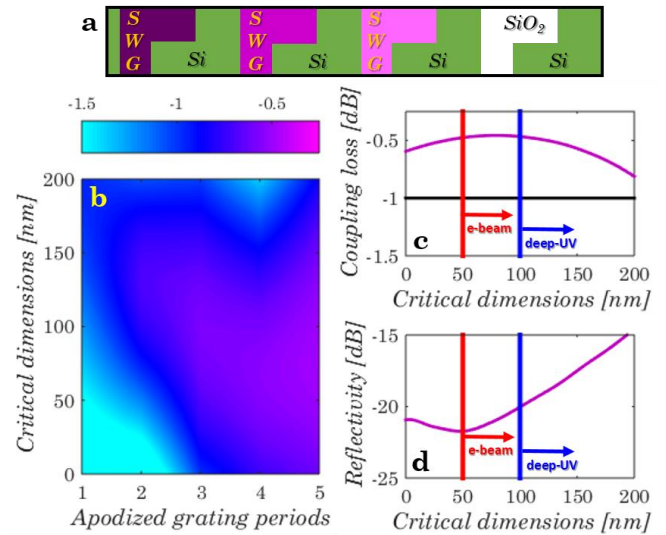 a
S S S SiO₂
W W W
G Si G Si G Si Si
-1.5 -1 -0.5
b
200
150
100
50
0
Critical dimensions [nm]
1 2 3 4 5
Apodized grating periods
Coupling loss [dB]
-0.5
-1
-1.5
e-beam
deep-UV
c
0 50 100 150 200
Critical dimensions [nm]
Reflectivity [dB]
-15
-20
-25
e-beam
deep-UV
d
0 50 100 150 200
Critical dimensions [nm]